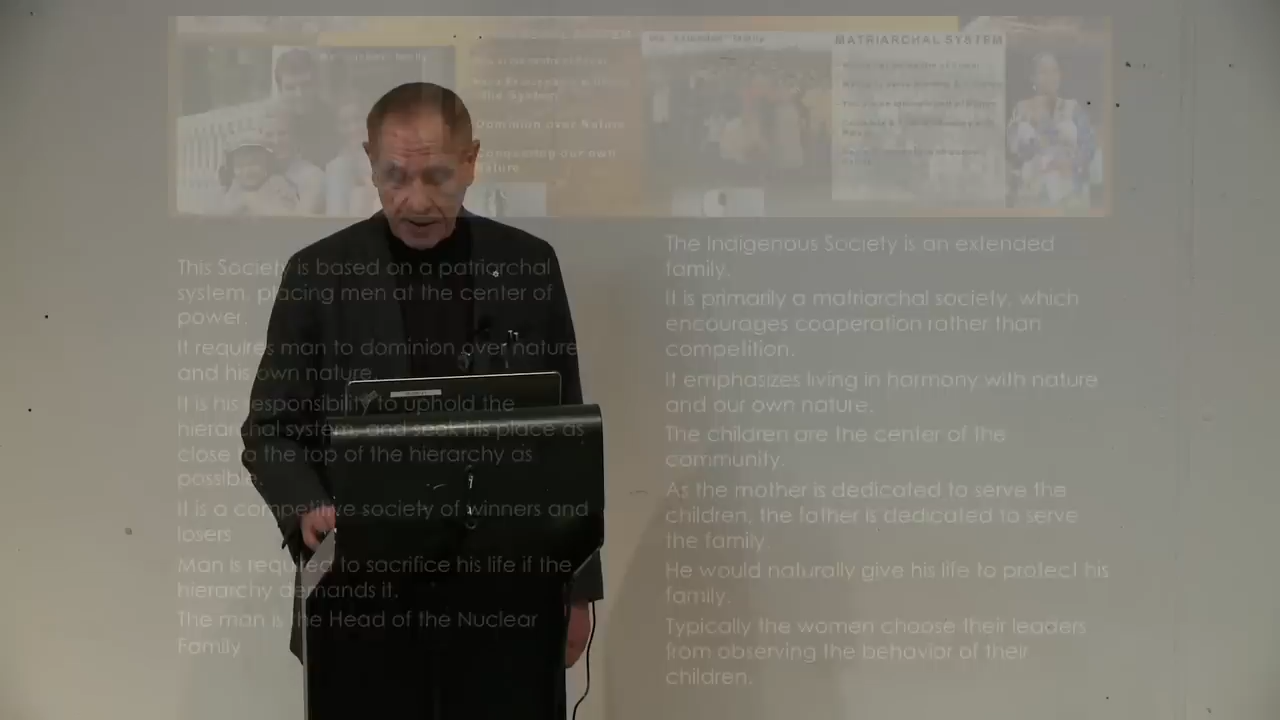 MATRIARCHAL SYSTEM
the System
Dominion over Nature
Conquering our own
nature
This Society is based on a patriarchal
system, placing men at the center of
power.
It requires man to dominion over nature
and his own nature.
It is his responsibility to uphold the
hierarchal system, and seek his place as
close to the top of the hierarchy as
possible.
It is a competitive society of winners and
losers
Man is required to sacrifice his life if the
hierarchy demands it.
The man is the Head of the Nuclear
Family
The Indigenous Society is an extended
family.
It is primarily a matriarchal society, which
encourages cooperation rather than
competition.
It emphasizes living in harmony with nature
and our own nature.
The children are the center of the
community.
As the mother is dedicated to serve the
children, the father is dedicated to serve
the family.
He would naturally give his life to protect his
family.
Typically the women choose their leaders
from observing the behavior of their
children.